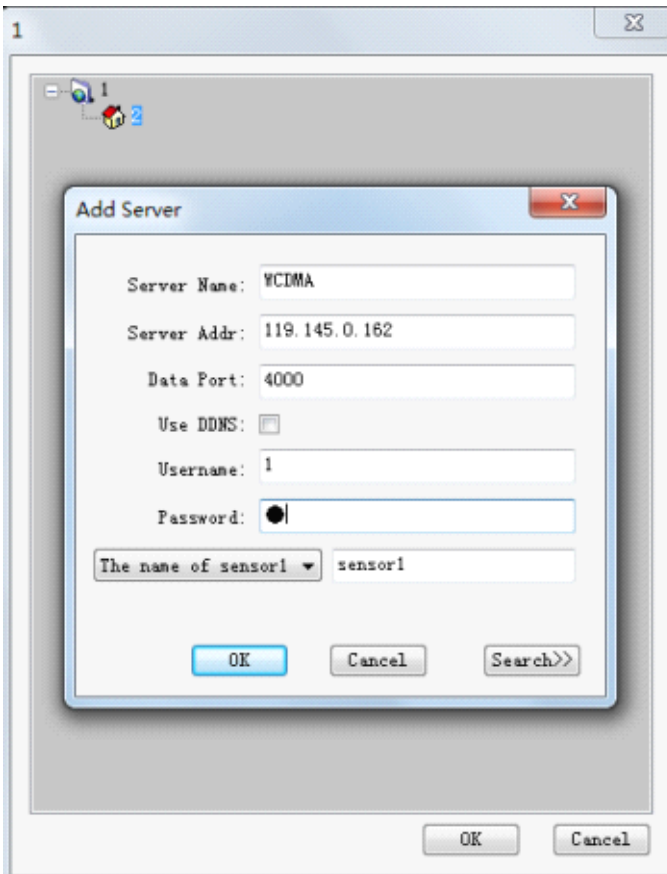 1
1
2
Add Server
Server Name: WCDMA
Server Addr: 119.145.0.162
Data Port: 4000
Use DDNS:
Username: 1
Password: ●
The name of sensor1 sensor1
OK Cancel Search>>
OK Cancel